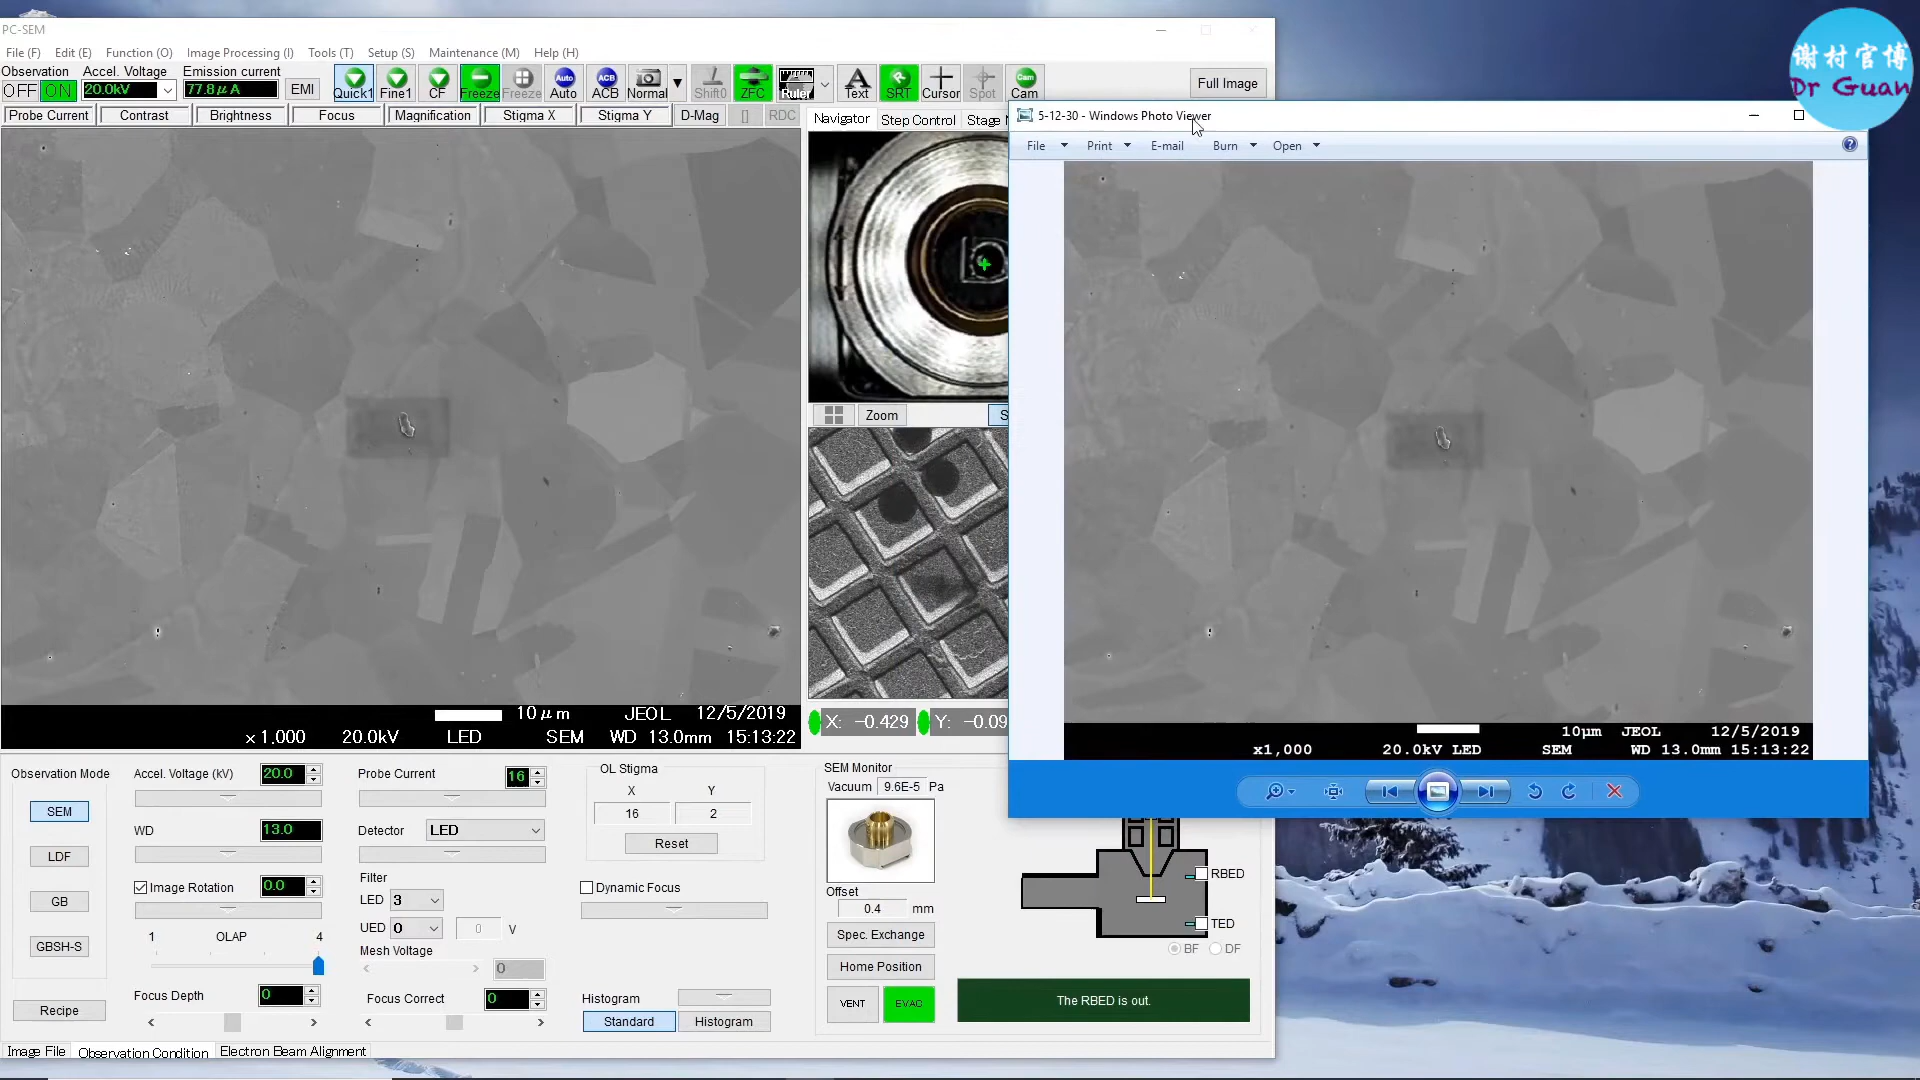 PC-SEM
File (F) Edit (E) Function (O) Image Processing (I) Tools (T) Setup (S) Maintenance (M) Help (H)
Observation Accel. Voltage Emission current
OFF ON 20.0kV 77.8μA EMI Quick1 Fine1 CF Freeze Freeze Auto ACB Normal Shift0 ZFC Ruler Text SRT Cursor Spot Cam Full Image
Auto ACB Cam
Probe Current Contrast Brightness Focus Magnification Stigma X Stigma Y D-Mag [] RDC
Navigator Step Control Stage
Zoom
X: -0.429 Y: -0.09
10μm JEOL 12/5/2019
x1,000 20.0kV LED SEM WD 13.0mm 15:13:22
谢村官博
Dr Guan
5-12-30 - Windows Photo Viewer
File Print E-mail Burn Open
10μm JEOL 12/5/2019
x1,000 20.0kV LED SEM WD 13.0mm 15:13:22
Observation Mode
SEM
LDF
GB
GBSH-S
Recipe
Accel. Voltage (kV) 20.0
WD 13.0
Image Rotation 0.0
1 OLAP 4
Focus Depth 0
Probe Current 16
Detector LED
Filter
LED 3
UED 0 0 V
Mesh Voltage
0
Focus Correct 0
OL Stigma
X Y
16 2
Reset
Dynamic Focus
Histogram
Standard Histogram
SEM Monitor
Vacuum 9.6E-5 Pa
Offset
0.4 mm
Spec. Exchange
Home Position
VENT EVAC
RBED
TED
BF DF
The RBED is out.
Image File Observation Condition Electron Beam Alignment